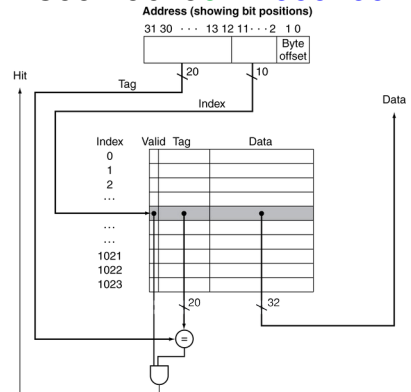 Address (showing bit positions)
31 30 ··· 13 12 11 ··· 2 1 0
Byte
offset
20
10
Hit
Tag
Index
Data
Index Valid Tag Data
0
1
2
...
...
...
1021
1022
1023
20
32
=